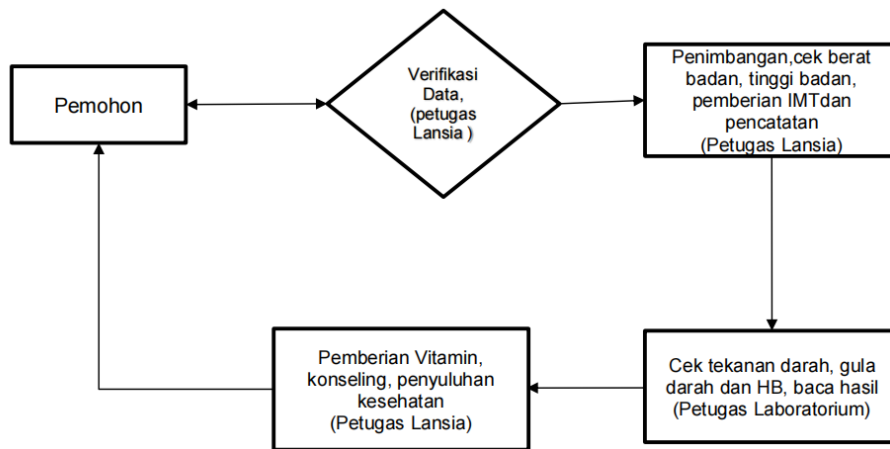 Pemohon
Verifikasi
Data,
(petugas
Lansia )
Penimbangan,cek berat
badan, tinggi badan,
pemberian IMTdan
pencatatan
(Petugas Lansia)
Pemberian Vitamin,
konseling, penyuluhan
kesehatan
(Petugas Lansia)
Cek tekanan darah, gula
darah dan HB, baca hasil
(Petugas Laboratorium)